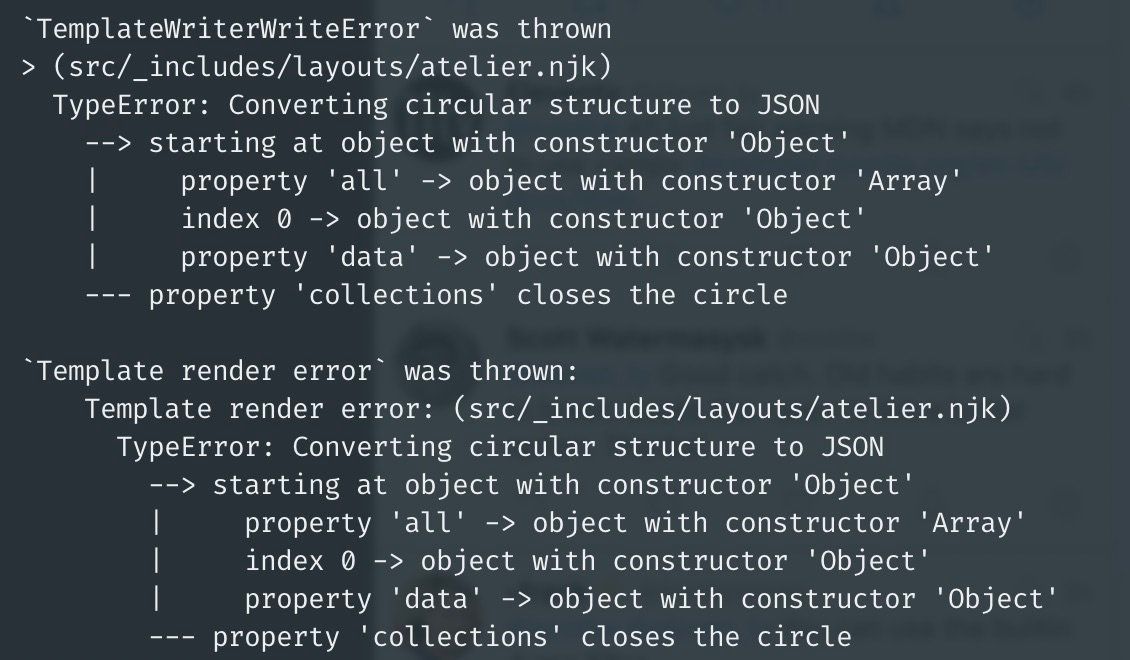 `TemplateWriterWriteError` was thrown
> (src/_includes/layouts/atelier.njk)
TypeError: Converting circular structure to JSON
--> starting at object with constructor 'Object'
|     property 'all' -> object with constructor 'Array'
|     index 0 -> object with constructor 'Object'
|     property 'data' -> object with constructor 'Object'
--- property 'collections' closes the circle
`Template render error` was thrown:
Template render error: (src/_includes/layouts/atelier.njk)
TypeError: Converting circular structure to JSON
--> starting at object with constructor 'Object'
|     property 'all' -> object with constructor 'Array'
|     index 0 -> object with constructor 'Object'
|     property 'data' -> object with constructor 'Object'
--- property 'collections' closes the circle